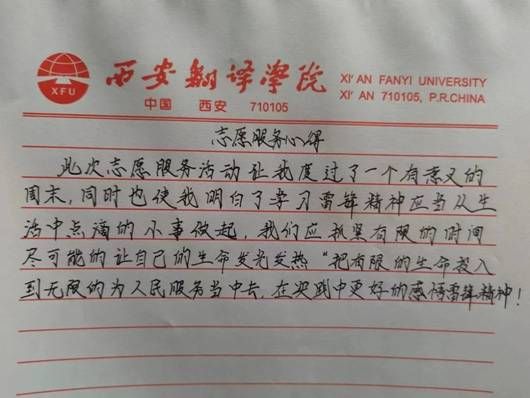 XFU
西安翻译学院
XI'AN FANYI UNIVERSITY
中国 西安 710105
XI'AN 710105, P.R.CHINA
志愿服务心得
此次志愿服务活动让我度过了一个有意义的
周末,同时也使我明白了学习雷锋精神应当从生
活中点滴的小事做起,我们应抓紧有限的时间
尽可能的让自己的生命发光发热“把有限的生命投入
到无限的为人民服务当中去,在实践中更好的感悟雷锋精神!